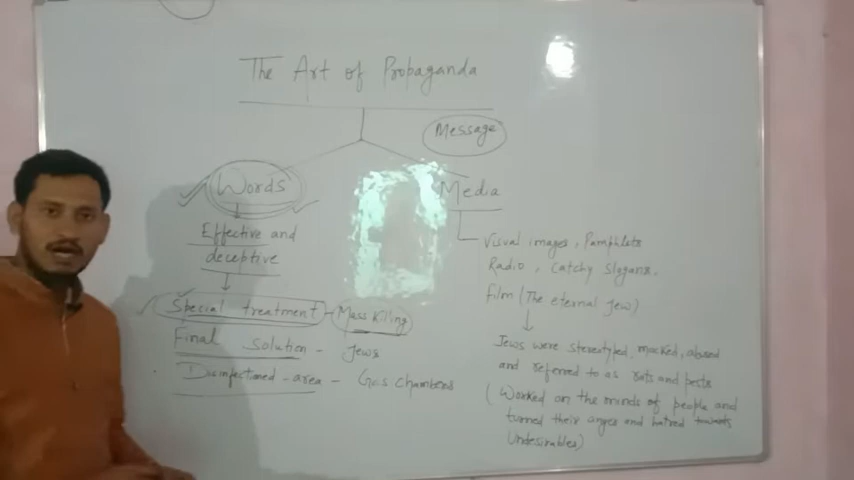 The Art of Propaganda
Message
Words
Effective and
deceptive
Special treatment - Mass Killing
Final solution - Jews
Disinfectioned - area - Gas Chambers
Media
Visual images, Pamphlets
Radio, Catchy Slogans.
film (The eternal Jew)
Jews were stereotyped, mocked, abused
and referred to as rats and pests
(Worked on the minds of people and
turned their anger and hatred towards
Undesirables)